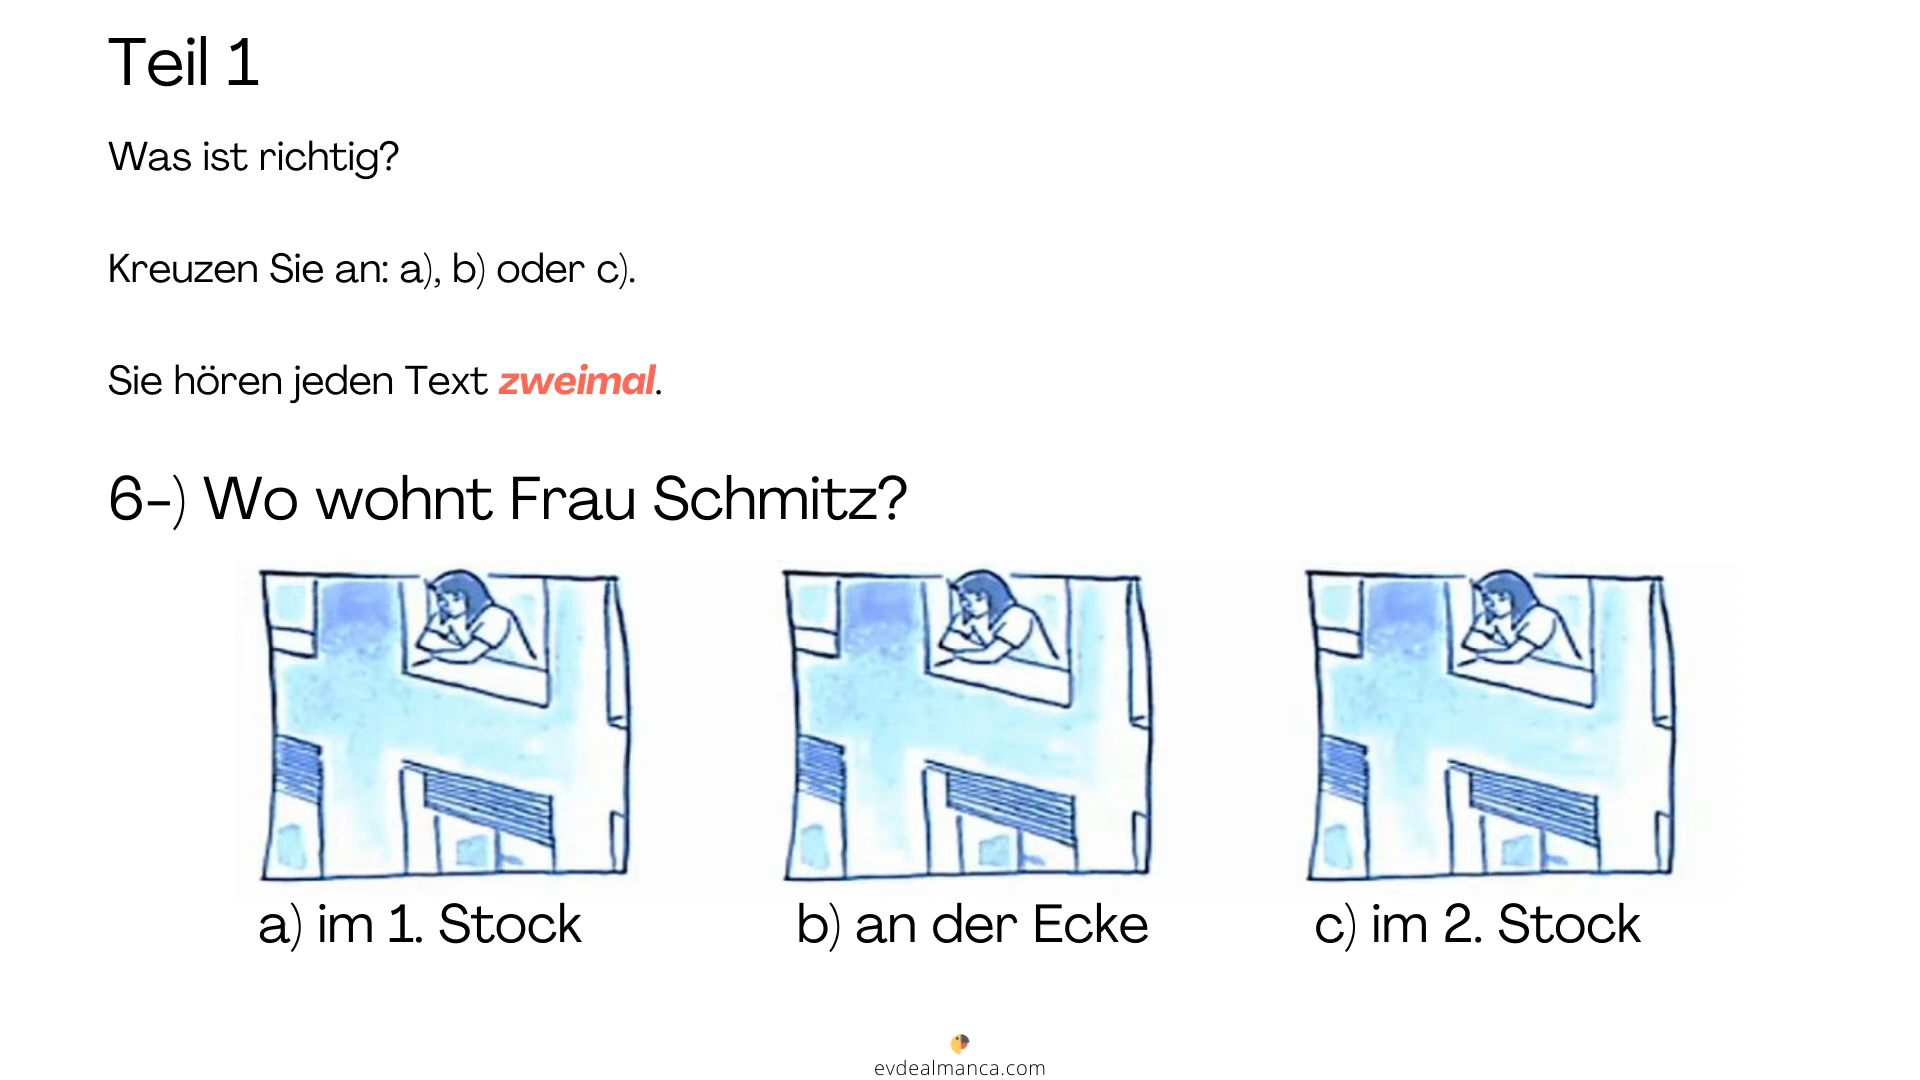 Teil 1
Was ist richtig?
Kreuzen Sie an: a), b) oder c).
Sie hören jeden Text zweimal.
6-) Wo wohnt Frau Schmitz?
a) im 1. Stock
b) an der Ecke
c) im 2. Stock
evdealmanca.com